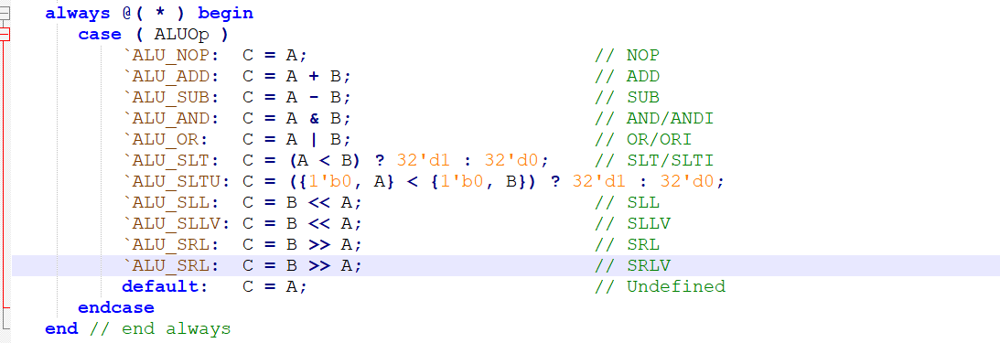 always @( * ) begin
case ( ALUOp )
`ALU_NOP: C = A; // NOP
`ALU_ADD: C = A + B; // ADD
`ALU_SUB: C = A - B; // SUB
`ALU_AND: C = A & B; // AND/ANDI
`ALU_OR: C = A | B; // OR/ORI
`ALU_SLT: C = (A < B) ? 32'd1 : 32'd0; // SLT/SLTI
`ALU_SLTU: C = ({1'b0, A} < {1'b0, B}) ? 32'd1 : 32'd0;
`ALU_SLL: C = B << A; // SLL
`ALU_SLLV: C = B << A; // SLLV
`ALU_SRL: C = B >> A; // SRL
`ALU_SRL: C = B >> A; // SRLV
default: C = A; // Undefined
endcase
end // end always